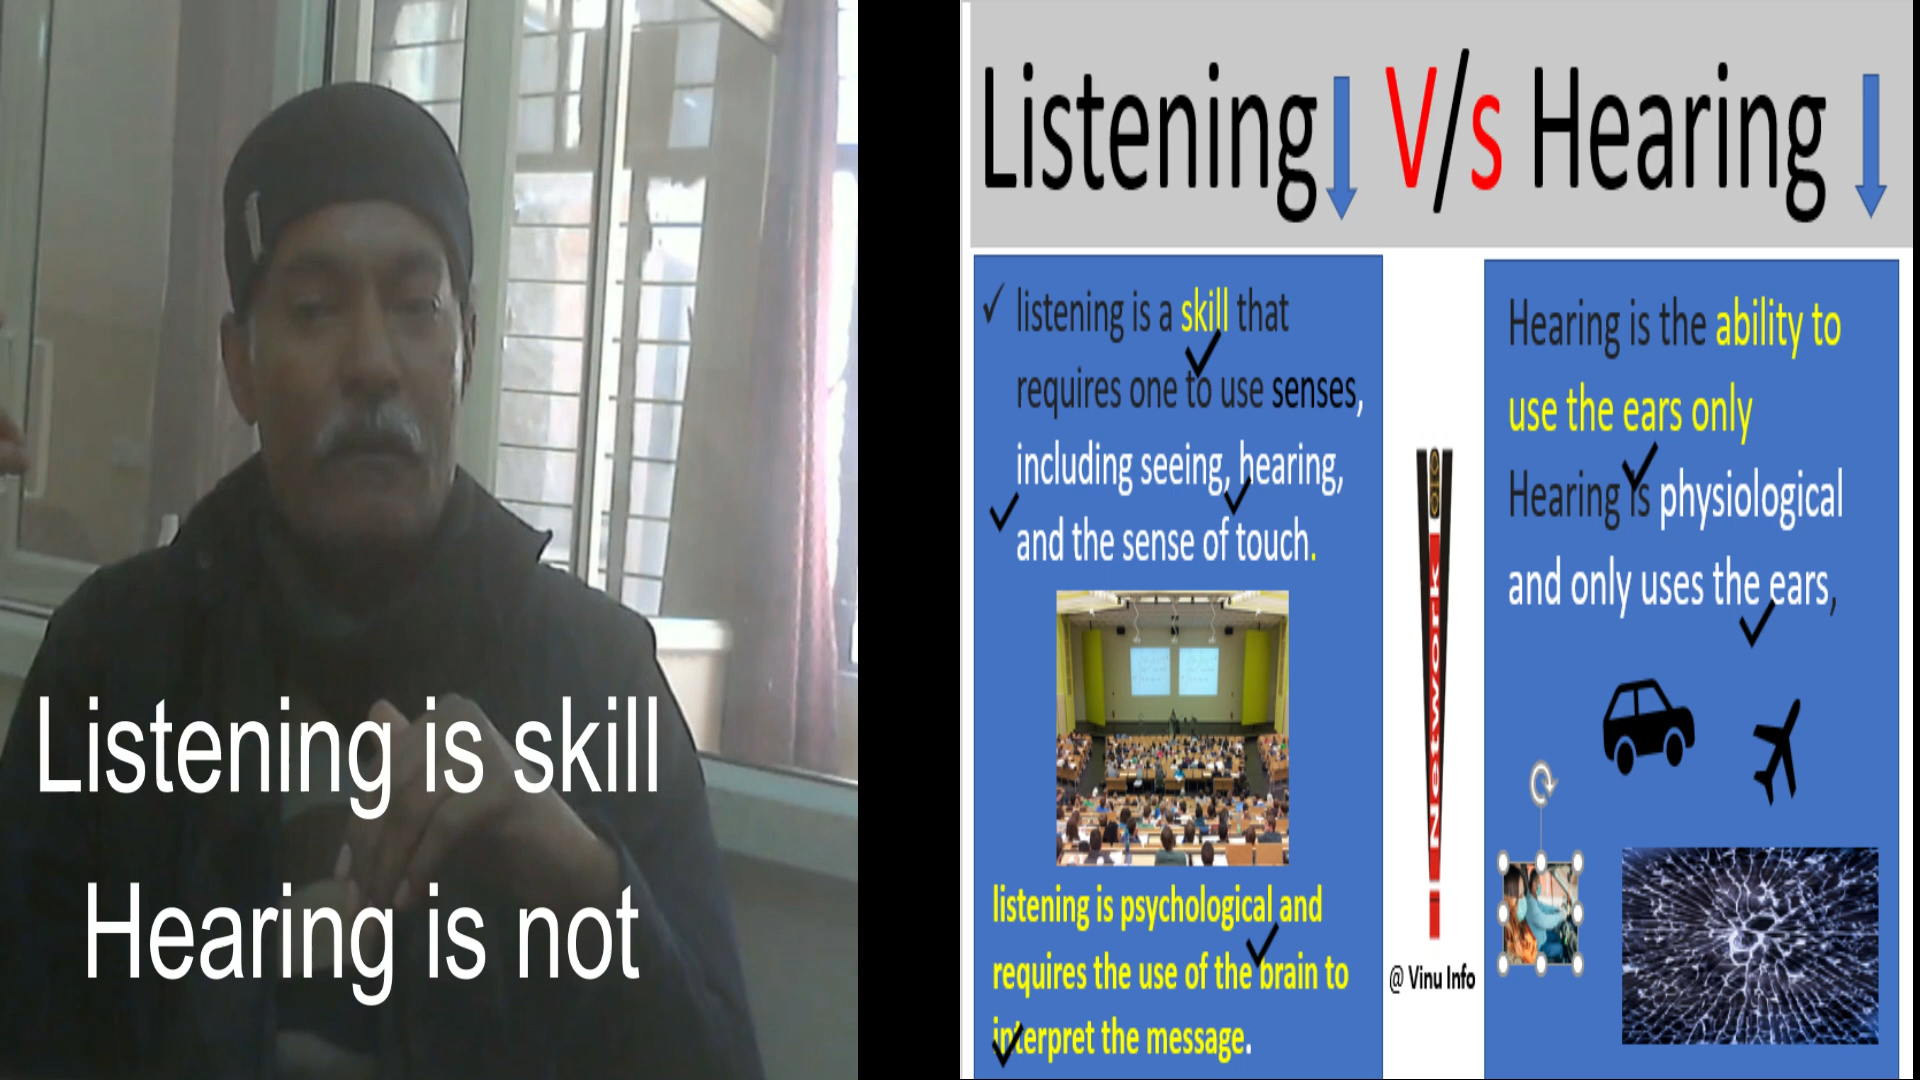 Listening is skill
Hearing is not
Listening V/s Hearing
listening is a skill that
requires one to use senses,
including seeing, hearing,
and the sense of touch.
listening is psychological and
requires the use of the brain to
interpret the message.
Network
@ Vinu Info
Hearing is the ability to
use the ears only
Hearing is physiological
and only uses the ears,